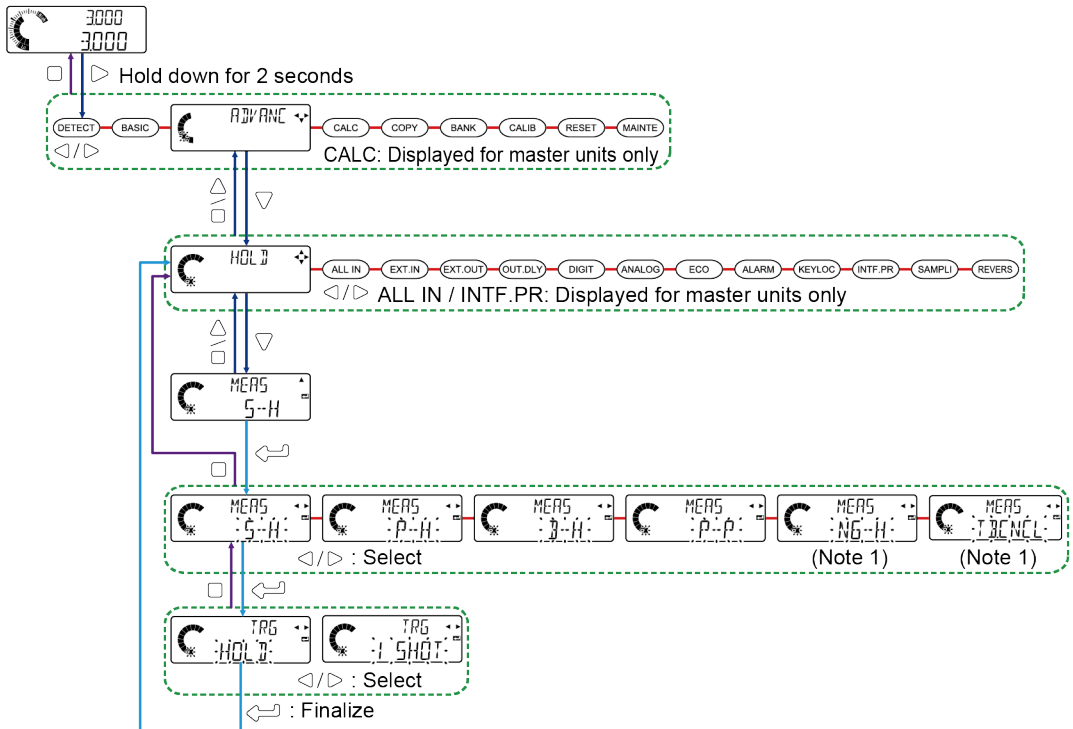 3.000
-3.000
Hold down for 2 seconds
DETECT BASIC ADVANC CALC COPY BANK CALIB RESET MAINTE
/
CALC: Displayed for master units only
HOLD ALL IN EXT.IN EXT.OUT OUT.DLY DIGIT ANALOG ECO ALARM KEYLOC INTF.PR SAMPLI REVERS
/ ALL IN / INTF.PR: Displayed for master units only
MEAS
S-H
MEAS MEAS MEAS MEAS MEAS MEAS
S-H P-H B-H P-P NG-H T.D.CNCL
/ : Select (Note 1) (Note 1)
TRG TRG
HOLD 1 SHOT
/ : Select
: Finalize